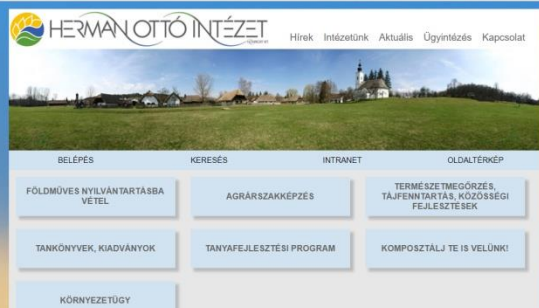 HERMAN OTTÓ INTÉZET
Hírek Intézetünk Aktuális Ügyintézés Kapcsolat
BELÉPÉS KERESÉS INTRANET OLDALTÉRKÉP
FÖLDMŰVES NYILVÁNTARTÁSBA
VÉTEL
AGRÁRSZAKKÉPZÉS
TERMÉSZETMEGŐRZÉS,
TÁJFENNTARTÁS, KÖZÖSSÉGI
FEJLESZTÉSEK
TANKÖNYVEK, KIADVÁNYOK
TANYAFEJLESZTÉSI PROGRAM
KOMPOSZTÁLJ TE IS VELÜNK!
KÖRNYEZETÜGY